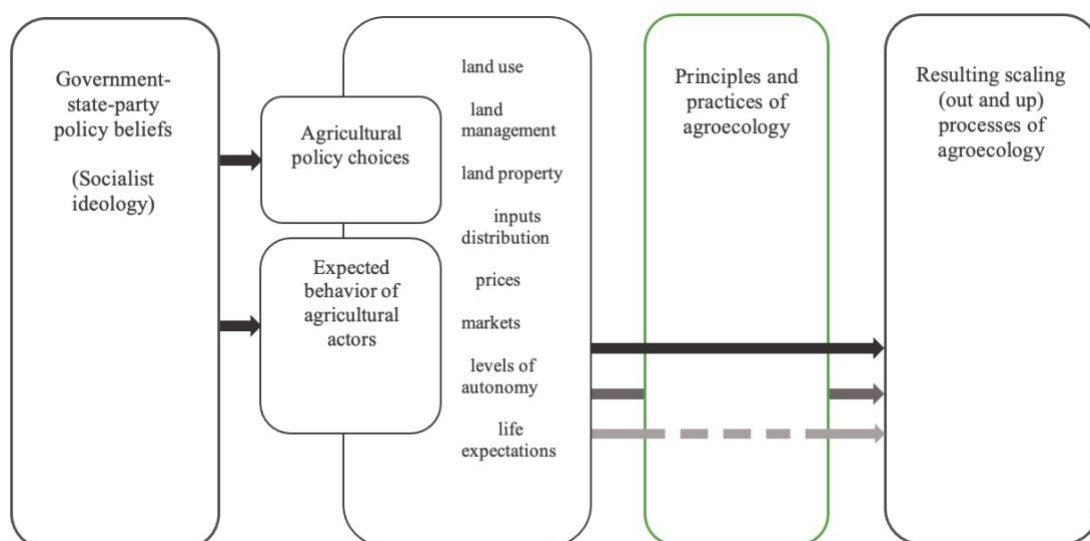 Government-
state-party
policy beliefs
(Socialist
ideology)
Agricultural
policy choices
Expected
behavior of
agricultural
actors
land use
land
management
land property
inputs
distribution
prices
markets
levels of
autonomy
life
expectations
Principles and
practices of
agroecology
Resulting scaling
(out and up)
processes of
agroecology